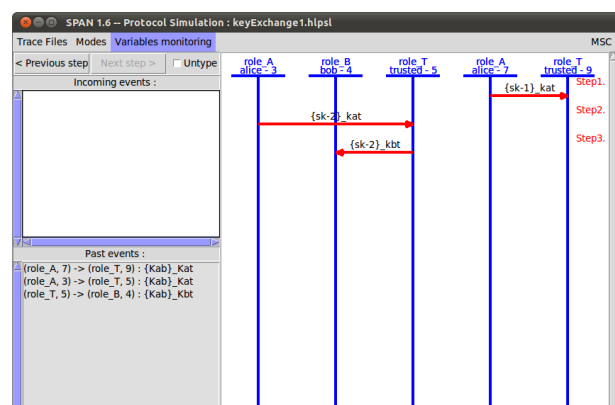 SPAN 1.6 -- Protocol Simulation : keyExchange1.hlpsl
Trace Files Modes Variables monitoring MSC
< Previous step Next step > Untype
Incoming events :
role_A role_B role_T role_A role_T
alice - 3 bob - 4 trusted - 5 alice - 7 trusted - 9
Step1.
{sk-1}_kat
Step2.
{sk-2}_kat
Step3.
{sk-2}_kbt
Past events :
(role_A, 7) -> (role_T, 9) : {Kab}_Kat
(role_A, 3) -> (role_T, 5) : {Kab}_Kat
(role_T, 5) -> (role_B, 4) : {Kab}_Kbt